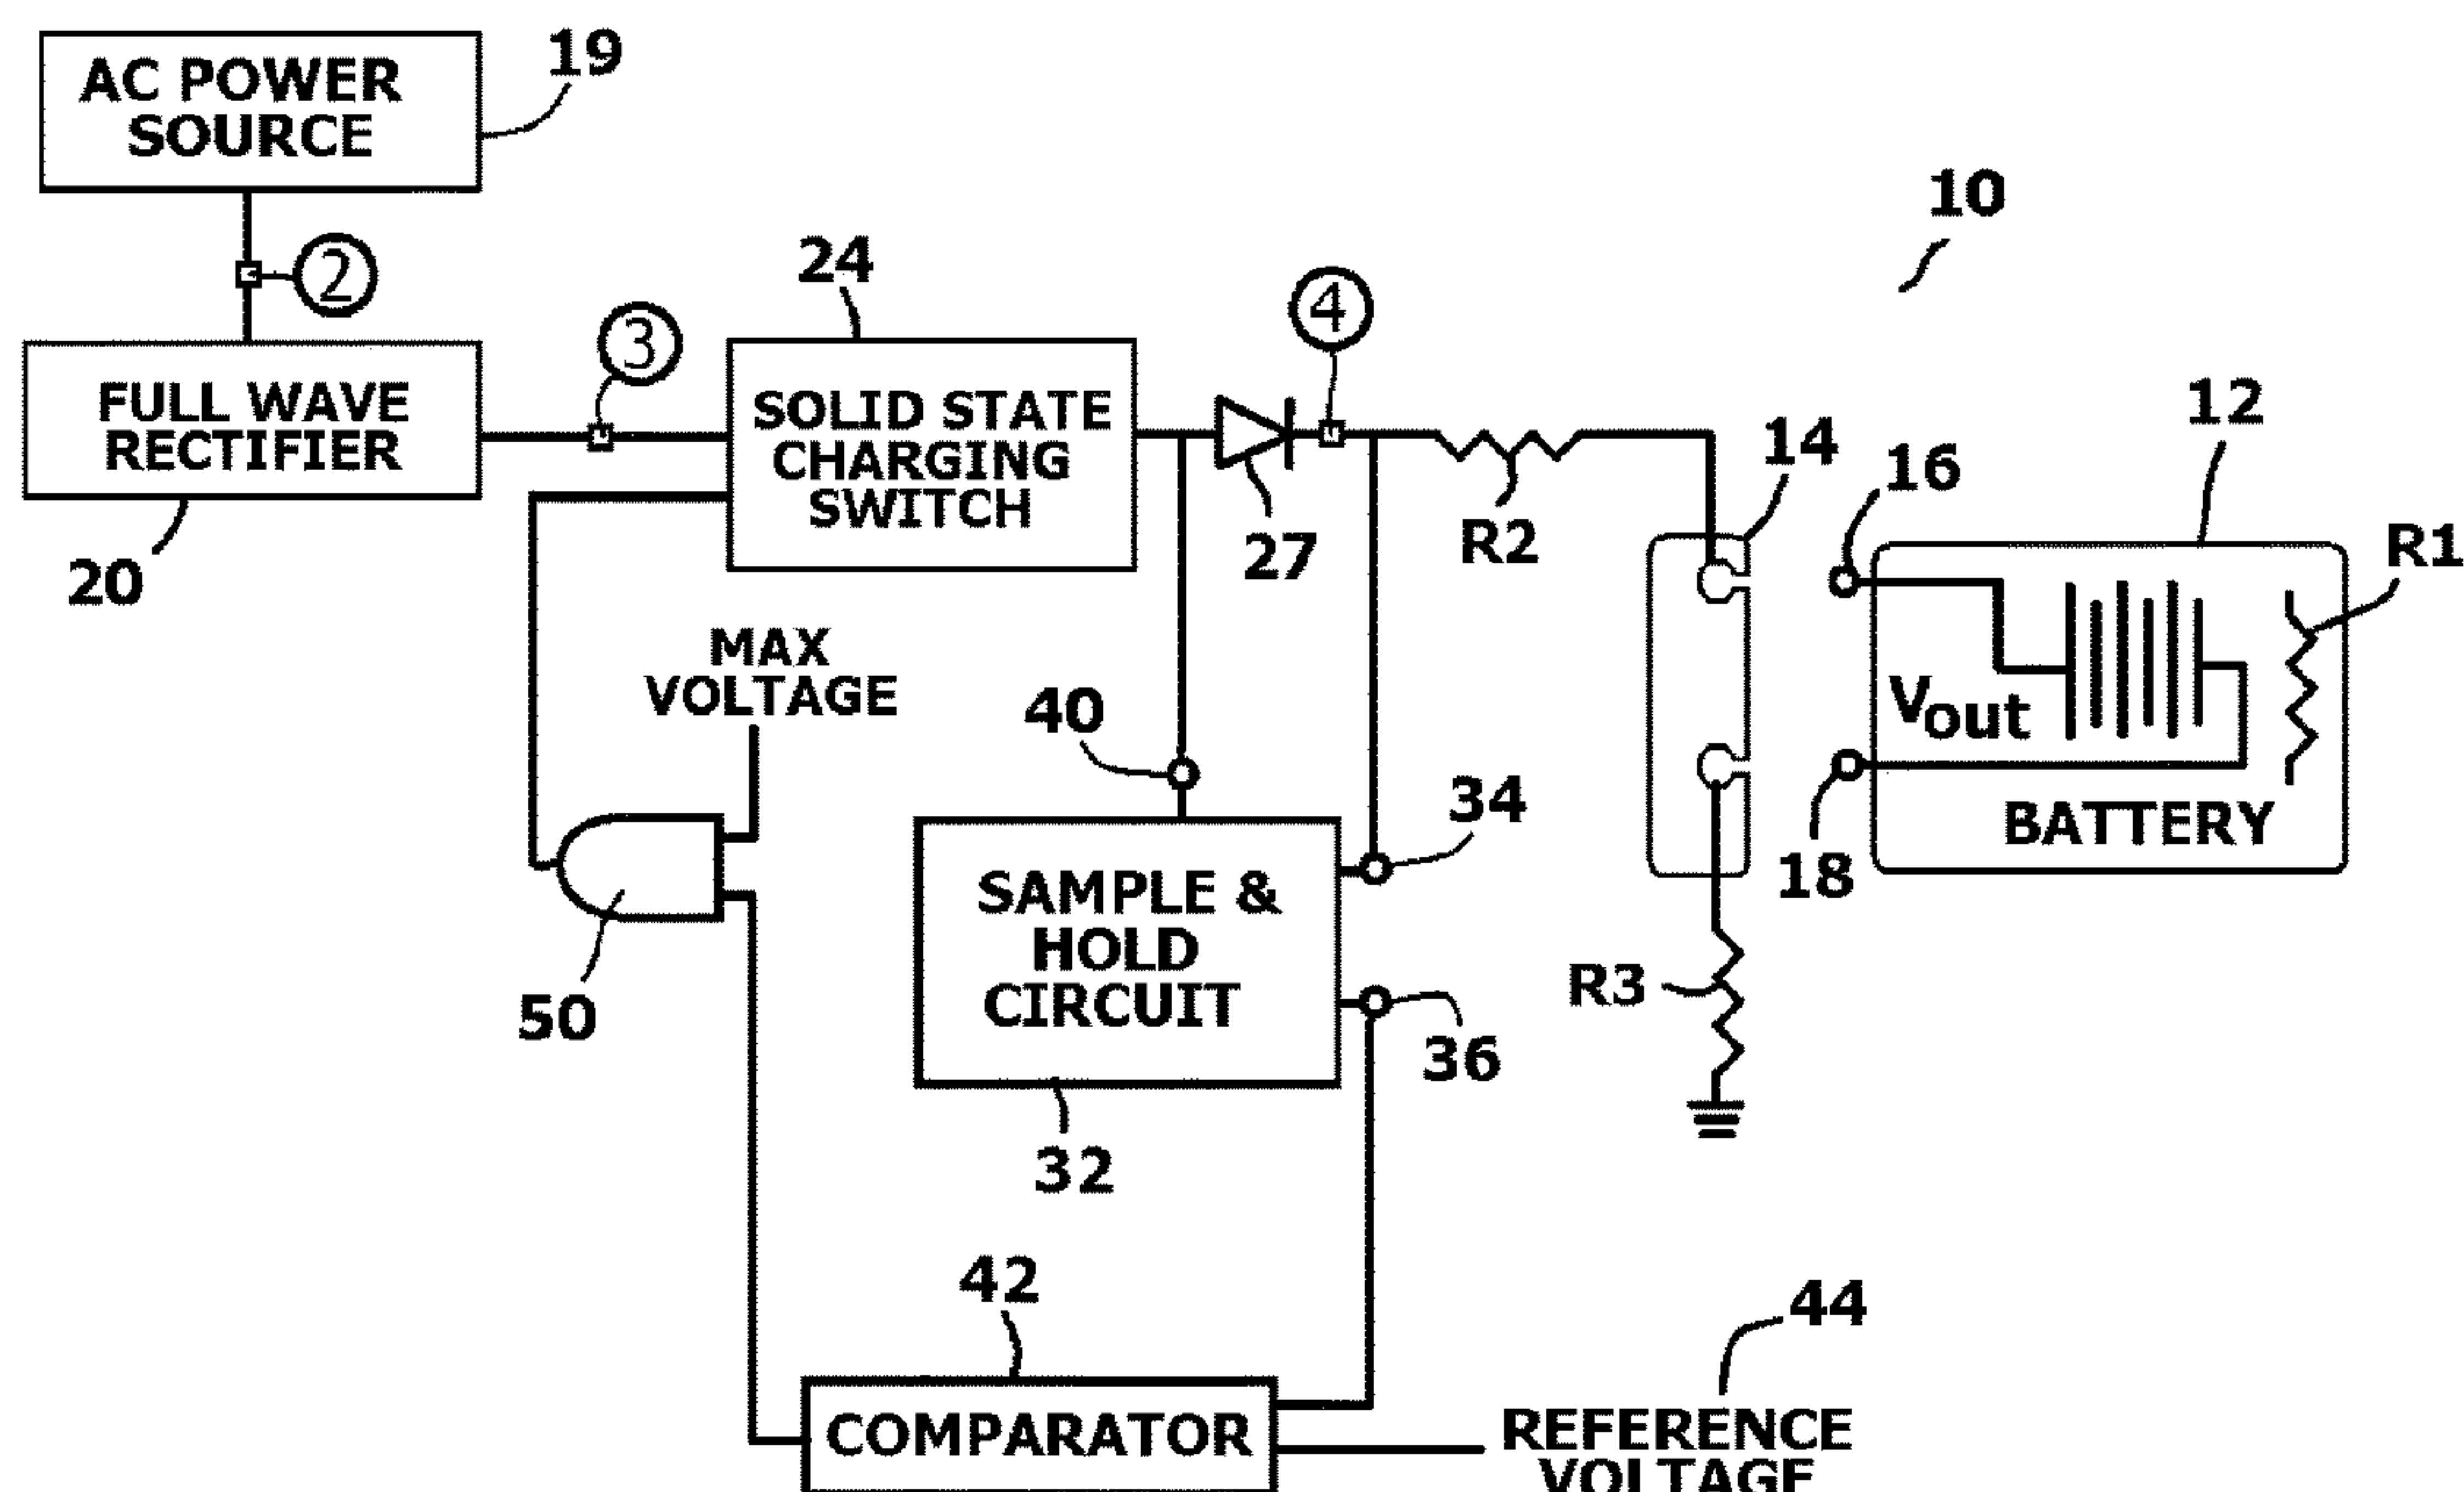 AC POWER
SOURCE
19
2
FULL WAVE
RECTIFIER
20
3
24
SOLID STATE
CHARGING
SWITCH
4
27
R2
10
12
14
16
R1
Vout
BATTERY
18
MAX
VOLTAGE
40
34
50
SAMPLE &
HOLD
CIRCUIT
R3
36
32
42
COMPARATOR
44
REFERENCE
VOLTAGE